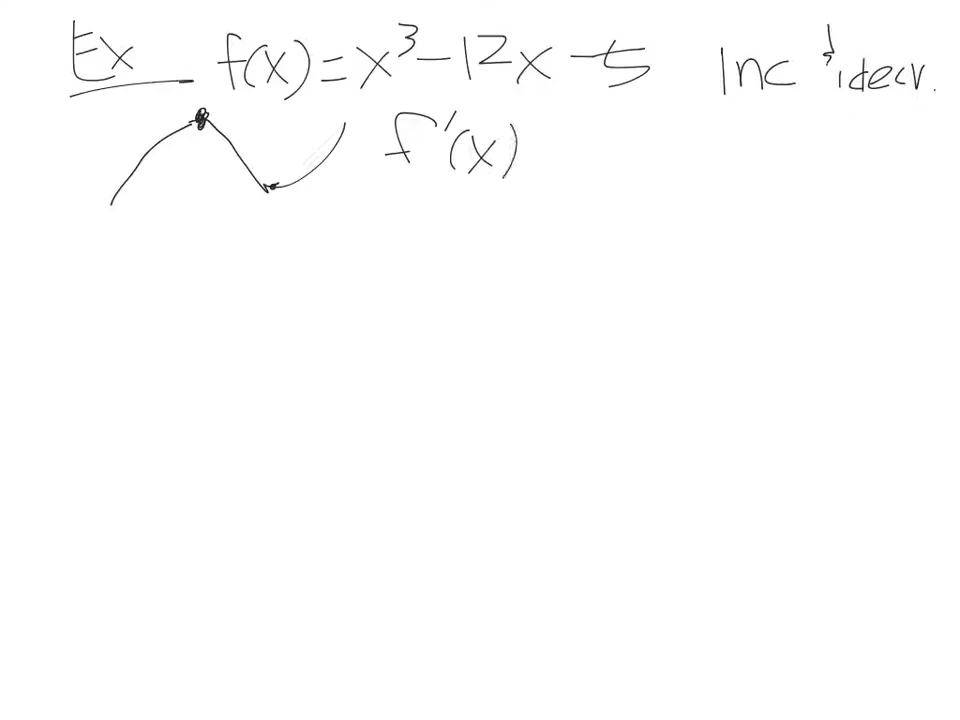 Ex f(x) = x³ - 12x - 5 Inc & decr.
f'(x)